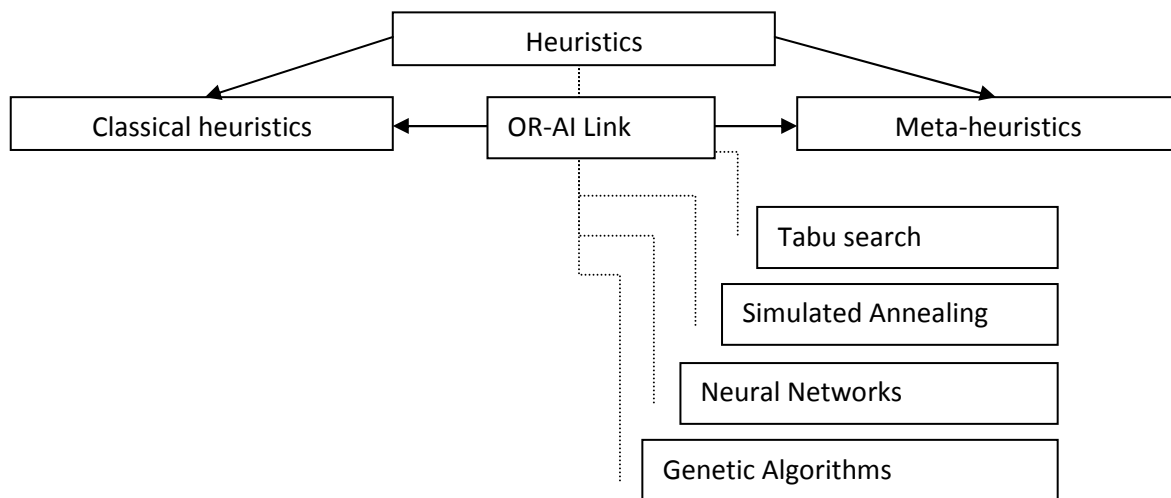 Heuristics
Classical heuristics
OR-AI Link
Meta-heuristics
Tabu search
Simulated Annealing
Neural Networks
Genetic Algorithms